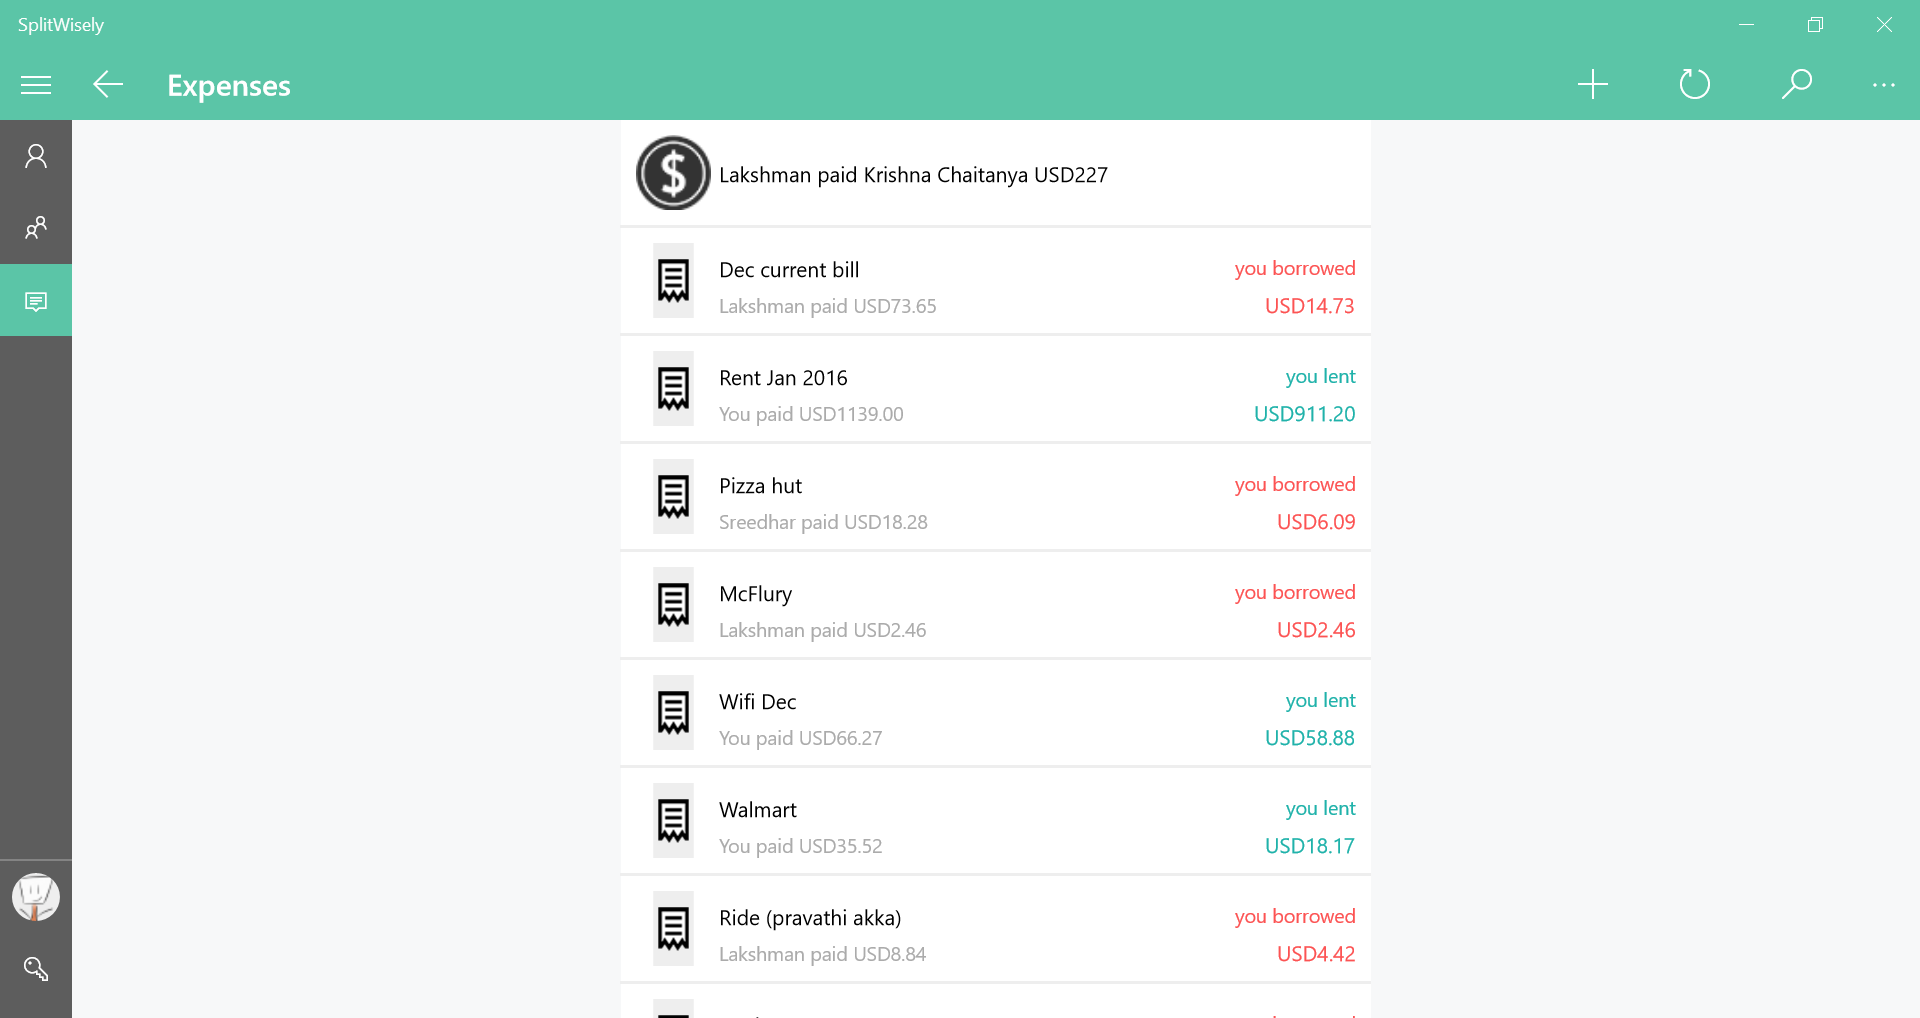 SplitWisely
Expenses
Lakshman paid Krishna Chaitanya USD227
Dec current bill
you borrowed
Lakshman paid USD73.65
USD14.73
Rent Jan 2016
you lent
You paid USD1139.00
USD911.20
Pizza hut
you borrowed
Sreedhar paid USD18.28
USD6.09
McFlury
you borrowed
Lakshman paid USD2.46
USD2.46
Wifi Dec
you lent
You paid USD66.27
USD58.88
Walmart
you lent
You paid USD35.52
USD18.17
Ride (pravathi akka)
you borrowed
Lakshman paid USD8.84
USD4.42